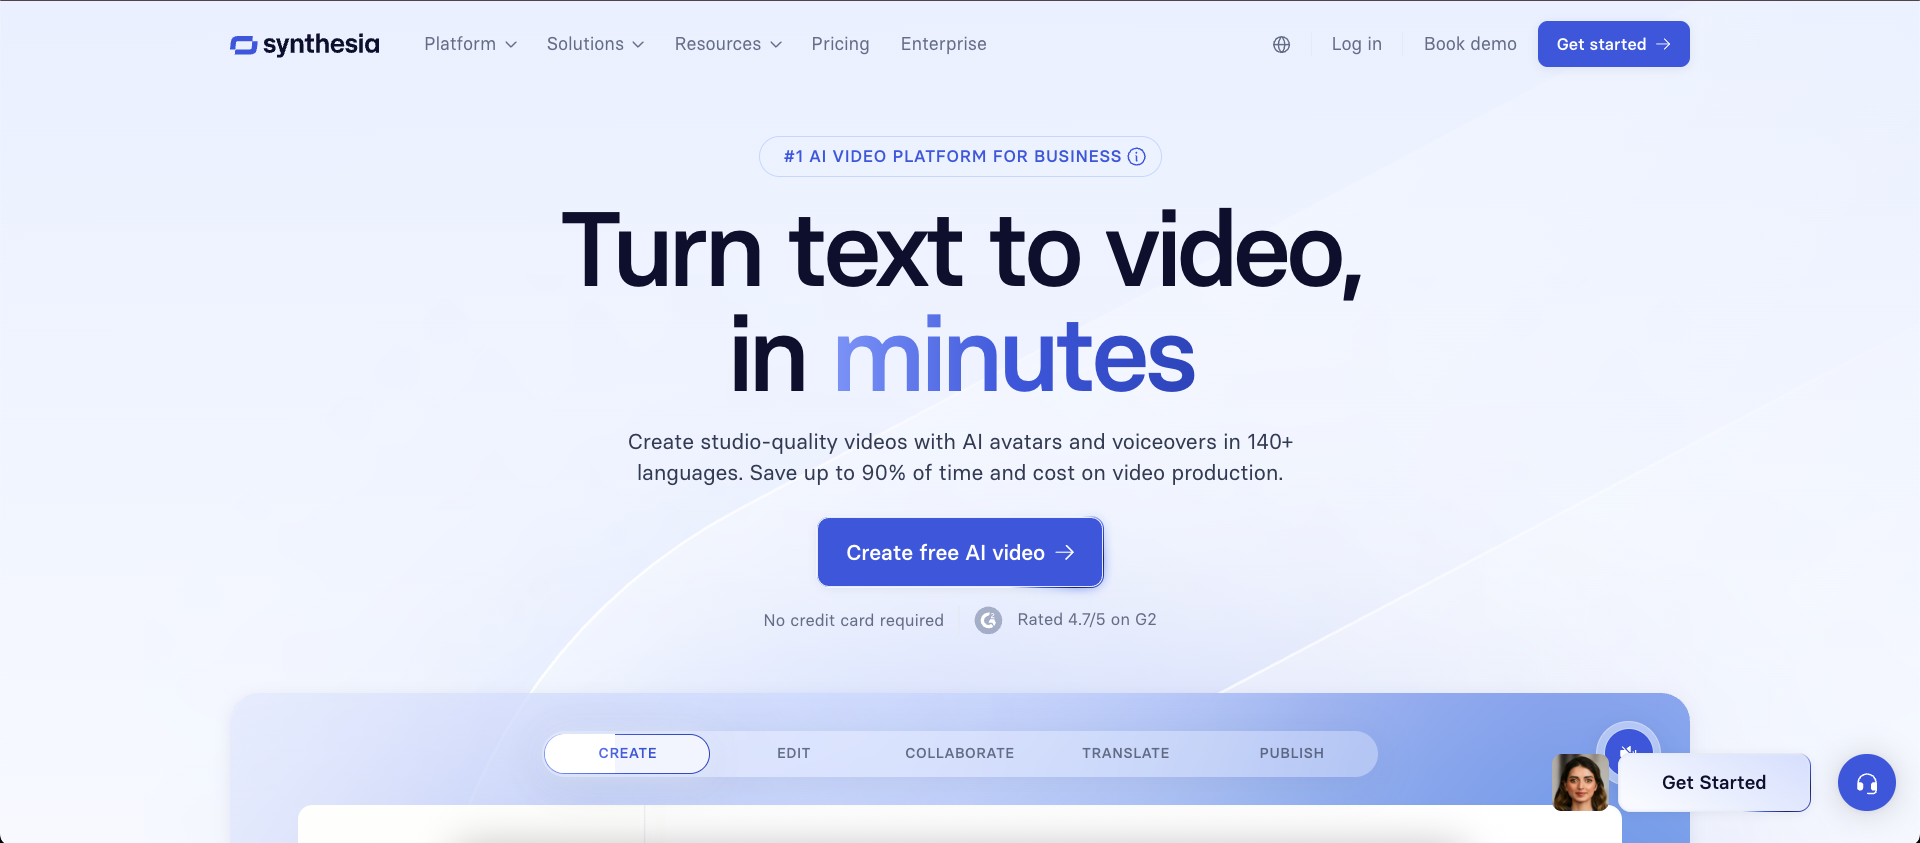 synthesia
Platform
Solutions
Resources
Pricing
Enterprise
Log in
Book demo
Get started
#1 AI VIDEO PLATFORM FOR BUSINESS
Turn text to video,
in minutes
Create studio-quality videos with AI avatars and voiceovers in 140+
languages. Save up to 90% of time and cost on video production.
Create free AI video
No credit card required
Rated 4.7/5 on G2
CREATE
EDIT
COLLABORATE
TRANSLATE
PUBLISH
Get Started